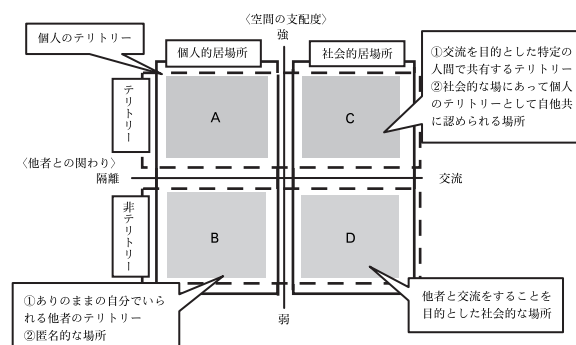 〈空間の支配度〉
強
個人のテリトリー
個人的居場所
社会的居場所
①交流を目的とした特定の
人間で共有するテリトリー
②社会的な場にあって個人
のテリトリーとして自他共
に認められる場所
テリトリー
A
C
〈他者との関わり〉
隔離
交流
非テリトリー
B
D
①ありのままの自分でいら
れる他者のテリトリー
②匿名的な場所
他者と交流をすることを
目的とした社会的な場所
弱